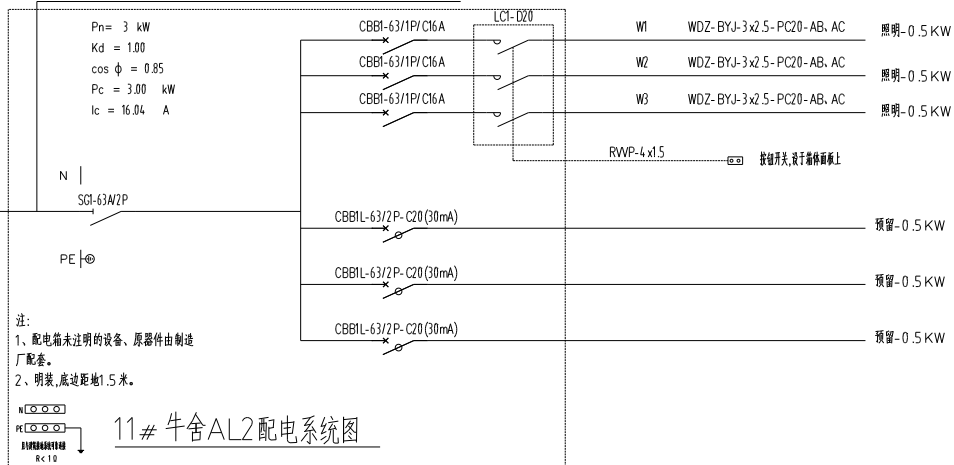 Pn= 3 kW
Kd = 1.00
cos ϕ = 0.85
Pc = 3.00 kW
Ic = 16.04 A
LC1-D20
CBB1-63/1P/C16A W1 WDZ-BYJ-3x2.5-PC20-AB、AC 照明-0.5KW
CBB1-63/1P/C16A W2 WDZ-BYJ-3x2.5-PC20-AB、AC 照明-0.5KW
CBB1-63/1P/C16A W3 WDZ-BYJ-3x2.5-PC20-AB、AC 照明-0.5KW
RVVP-4x1.5 按钮开关,设于箱体面板上
N
SG1-63A/2P
PE
CBB1L-63/2P-C20(30mA) 预留-0.5KW
CBB1L-63/2P-C20(30mA) 预留-0.5KW
CBB1L-63/2P-C20(30mA) 预留-0.5KW
注:
1、配电箱未注明的设备、原器件由制造
厂配套。
2、明装,底边距地1.5米。
N
PE
R<1Ω
11# 牛舍AL2配电系统图